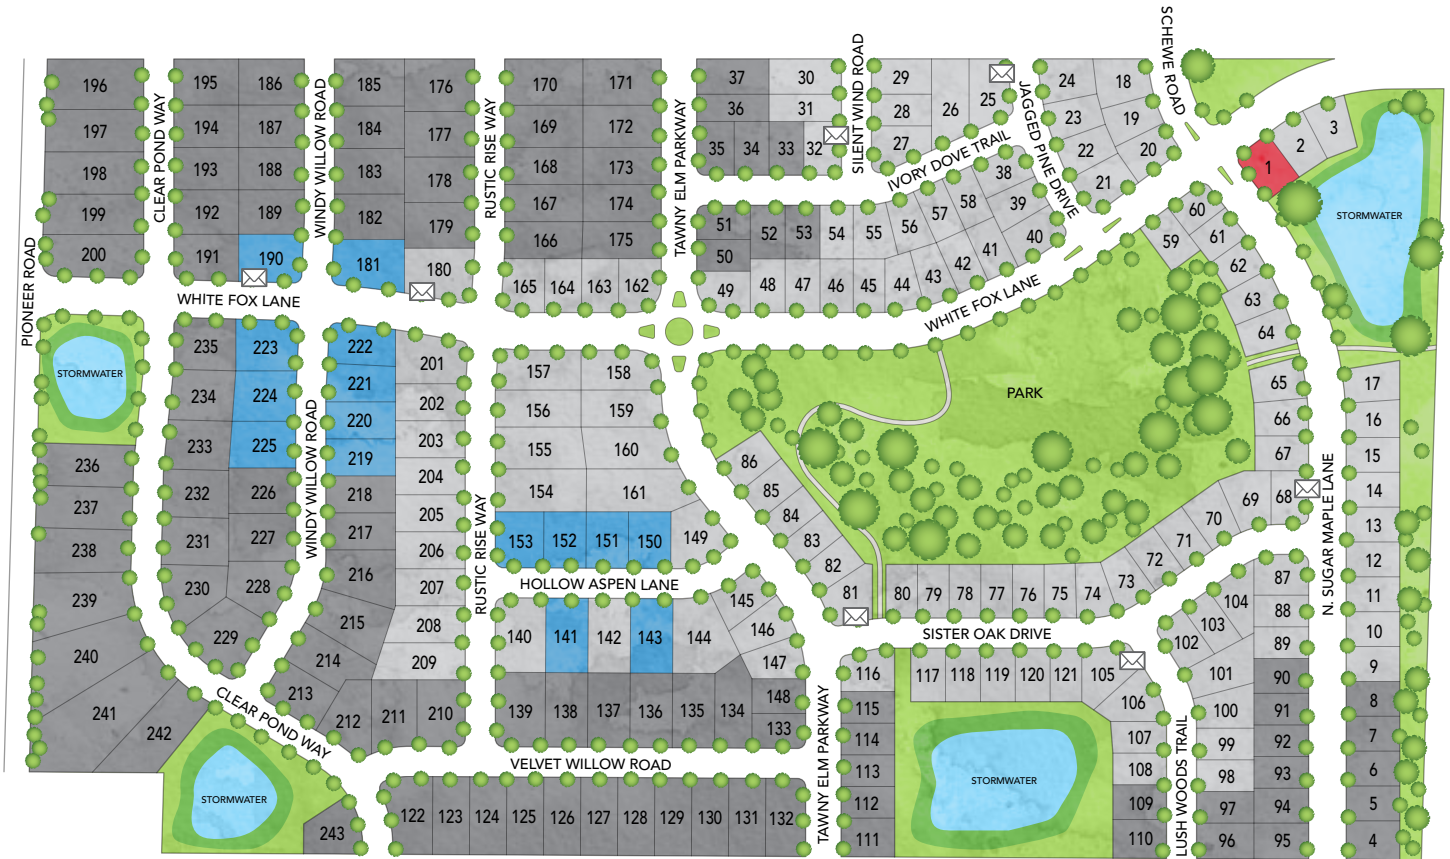 SCHEWE ROAD
SILENT WIND ROAD
JAGGED PINE DRIVE
IVORY DOVE TRAIL
CLEAR POND WAY
WINDY WILLOW ROAD
RUSTIC RISE WAY
TAWNY ELM PARKWAY
PIONEER ROAD
196 195 186 185 176 170 171 37 30 29 26 25 24 18
197 194 187 184 177 169 172 36 31 28 23 19 3
198 193 188 183 178 168 173 35 34 33 32 27 38 22 20 2 1
199 192 189 182 179 167 174 51 52 53 54 55 56 57 58 39 21 60
200 191 190 181 180 166 175 50 41 40 59 61
165 164 163 162 49 48 47 46 45 44 43 42 62
STORMWATER
WHITE FOX LANE
WHITE FOX LANE
63
64
STORMWATER
235 223 222 201 157 158
234 224 221 202 156 159
PARK
65 17
233 225 220 203 155 160
66 16
236 219 204 154 161 86 67 15
237 232 226 218 205 85 69 68 14
238 231 227 217 206 153 152 151 150 149 84 83 70 71 13
WINDY WILLOW ROAD
RUSTIC RISE WAY
HOLLOW ASPEN LANE
N. SUGAR MAPLE LANE
239 230 228 216 207 82 81 80 79 78 77 76 75 74 73 72 87 12
229 215 208 140 141 142 143 144 145 146 104 88 11
SISTER OAK DRIVE
240 214 209 147 102 103 89 10
241 213 116 117 118 119 120 121 105 101 90 9
242 212 211 210 139 138 137 136 135 134 148 133 115 106 100 91 8
CLEAR POND WAY
114 107 99 92 7
VELVET WILLOW ROAD
TAWNY ELM PARKWAY
LUSH WOODS TRAIL
STORMWATER
STORMWATER
113 108 98 93 6
243 122 123 124 125 126 127 128 129 130 131 132 112 109 97 94 5
111 110 96 95 4